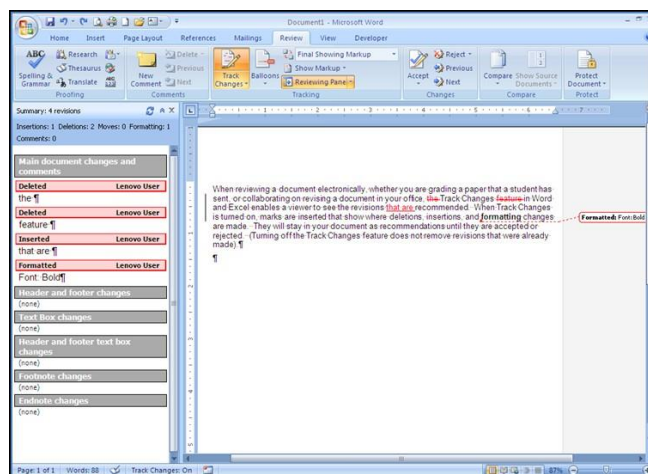 Document1 - Microsoft Word
Home Insert Page Layout References Mailings Review View Developer
ABC Research
Thesaurus
Translate
Spelling & Grammar
Proofing
New Comment
Delete
Previous
Next
Comments
Track Changes
Balloons
Final Showing Markup
Show Markup
Reviewing Pane
Tracking
Accept
Reject
Previous
Next
Changes
Compare
Show Source Documents
Compare
Protect Document
Protect
Summary: 4 revisions
Insertions: 1 Deletions: 2 Moves: 0 Formatting: 1
Comments: 0
Main document changes and
comments
Deleted Lenovo User
the ¶
Deleted Lenovo User
feature ¶
Inserted Lenovo User
that are ¶
Formatted Lenovo User
Font: Bold¶
Header and footer changes
(none)
Text Box changes
(none)
Header and footer text box
changes
(none)
Footnote changes
(none)
Endnote changes
(none)
When reviewing a document electronically, whether you are grading a paper that a student has
sent, or collaborating on revising a document in your office, the Track Changes feature in Word
and Excel enables a viewer to see the revisions that are recommended. When Track Changes
is turned on, marks are inserted that show where deletions, insertions, and formatting changes
are made. They will stay in your document as recommendations until they are accepted or
rejected. (Turning off the Track Changes feature does not remove revisions that were already
made) ¶
¶
Formatted: Font:Bold
Page: 1 of 1 Words: 88 Track Changes: On 87%